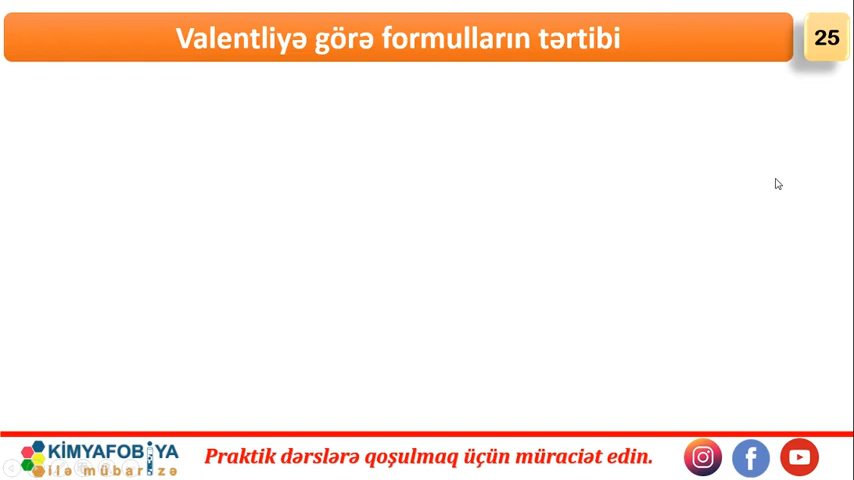 Valentliyə görə formulların tərtibi
25
KİMYAFOBİYA
ilə mübarizə
Praktik dərslərə qoşulmaq üçün müraciət edin.